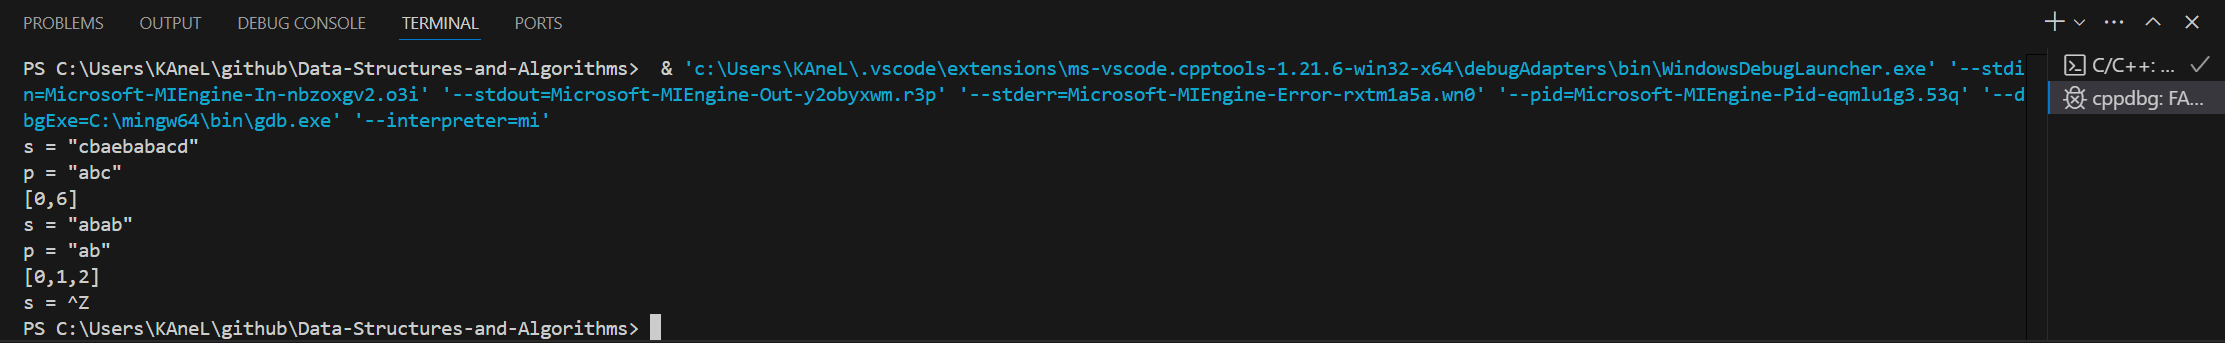 PROBLEMS OUTPUT DEBUG CONSOLE TERMINAL PORTS
PS C:\Users\KAneL\github\Data-Structures-and-Algorithms>  & 'c:\Users\KAneL\.vscode\extensions\ms-vscode.cpptools-1.21.6-win32-x64\debugAdapters\bin\WindowsDebugLauncher.exe' '--stdi
n=Microsoft-MIEngine-In-nbzoxgv2.o3i' '--stdout=Microsoft-MIEngine-Out-y2obyxwm.r3p' '--stderr=Microsoft-MIEngine-Error-rxtm1a5a.wn0' '--pid=Microsoft-MIEngine-Pid-eqmlu1g3.53q' '--d
bgExe=C:\mingw64\bin\gdb.exe' '--interpreter=mi'
s = "cbaebabacd"
p = "abc"
[0,6]
s = "abab"
p = "ab"
[0,1,2]
s = ^Z
PS C:\Users\KAneL\github\Data-Structures-and-Algorithms>
C/C++: ...
cppdbg: FA...